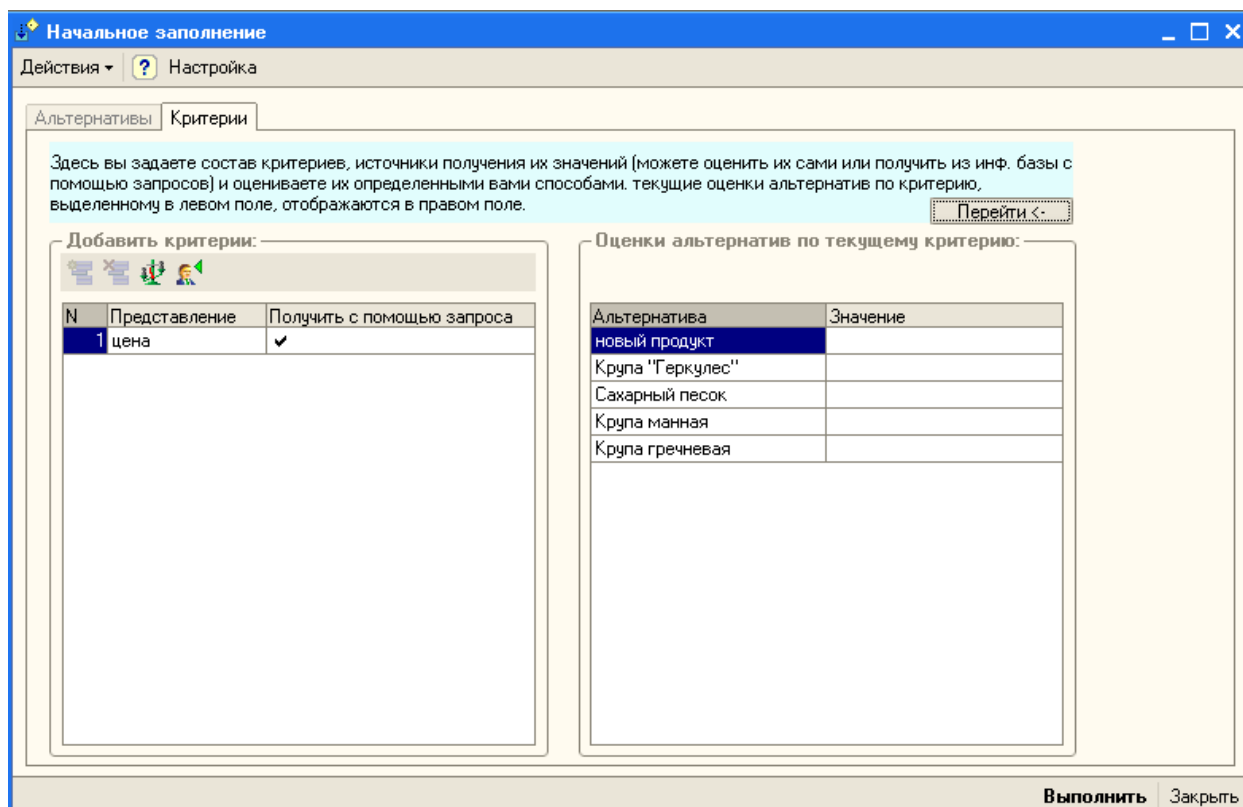 Начальное заполнение
Действия ? Настройка
Альтернативы Критерии
Здесь вы задаете состав критериев, источники получения их значений (можете оценить их сами или получить из инф. базы с
помощью запросов) и оцениваете их определенными вами способами. текущие оценки альтернатив по критерию,
выделенному в левом поле, отображаются в правом поле.
Перейти <-
Добавить критерии:
N Представление Получить с помощью запроса
1 цена ✔
Оценки альтернатив по текущему критерию:
Альтернатива Значение
новый продукт
Крупа "Геркулес"
Сахарный песок
Крупа манная
Крупа гречневая
Выполнить Закрыть